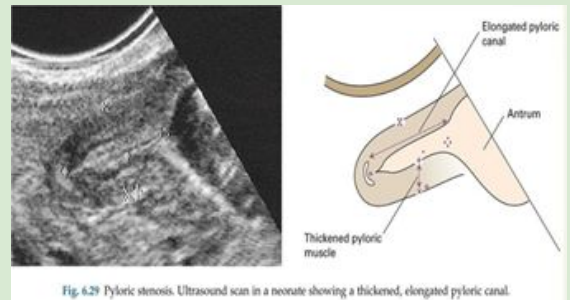 Elongated pyloric
canal
Antrum
Thickened pyloric
muscle
Fig. 6.29 Pyloric stenosis. Ultrasound scan in a neonate showing a thickened, elongated pyloric canal.